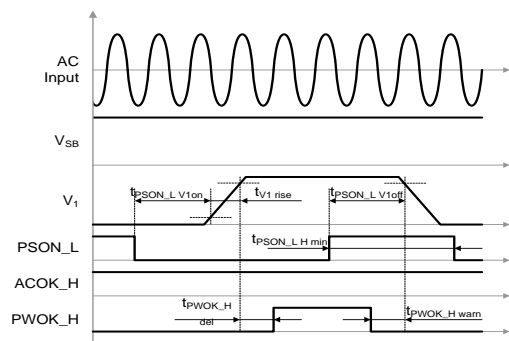 AC
Input
VSB
V1
tPSON_L V1on
tV1 rise
tPSON_L V1off
PSON_L
tPSON_L H min
ACOK_H
PWOK_H
tPWOK_H
del
tPWOK_H warn